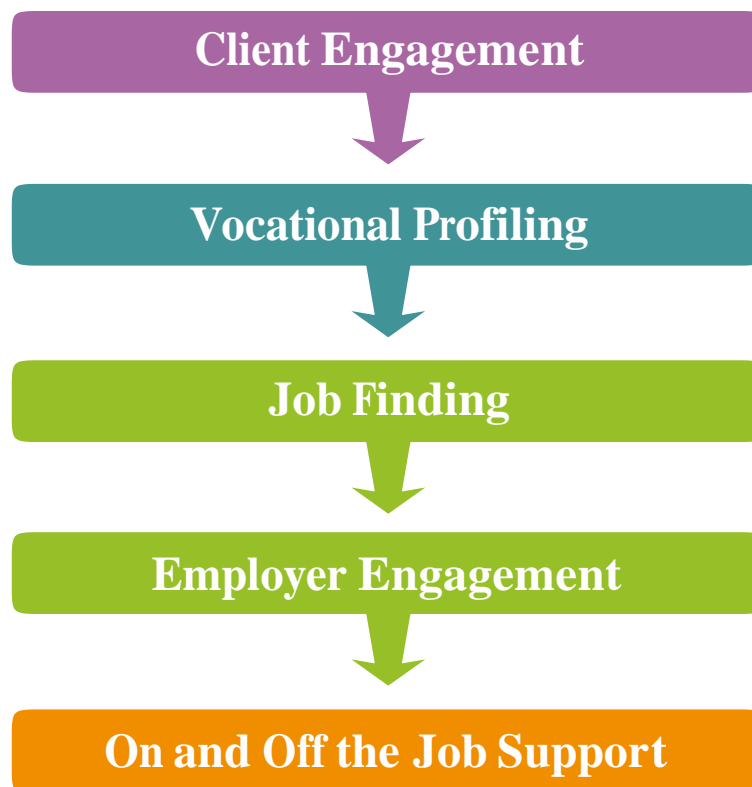 Client Engagement
Vocational Profiling
Job Finding
Employer Engagement
On and Off the Job Support